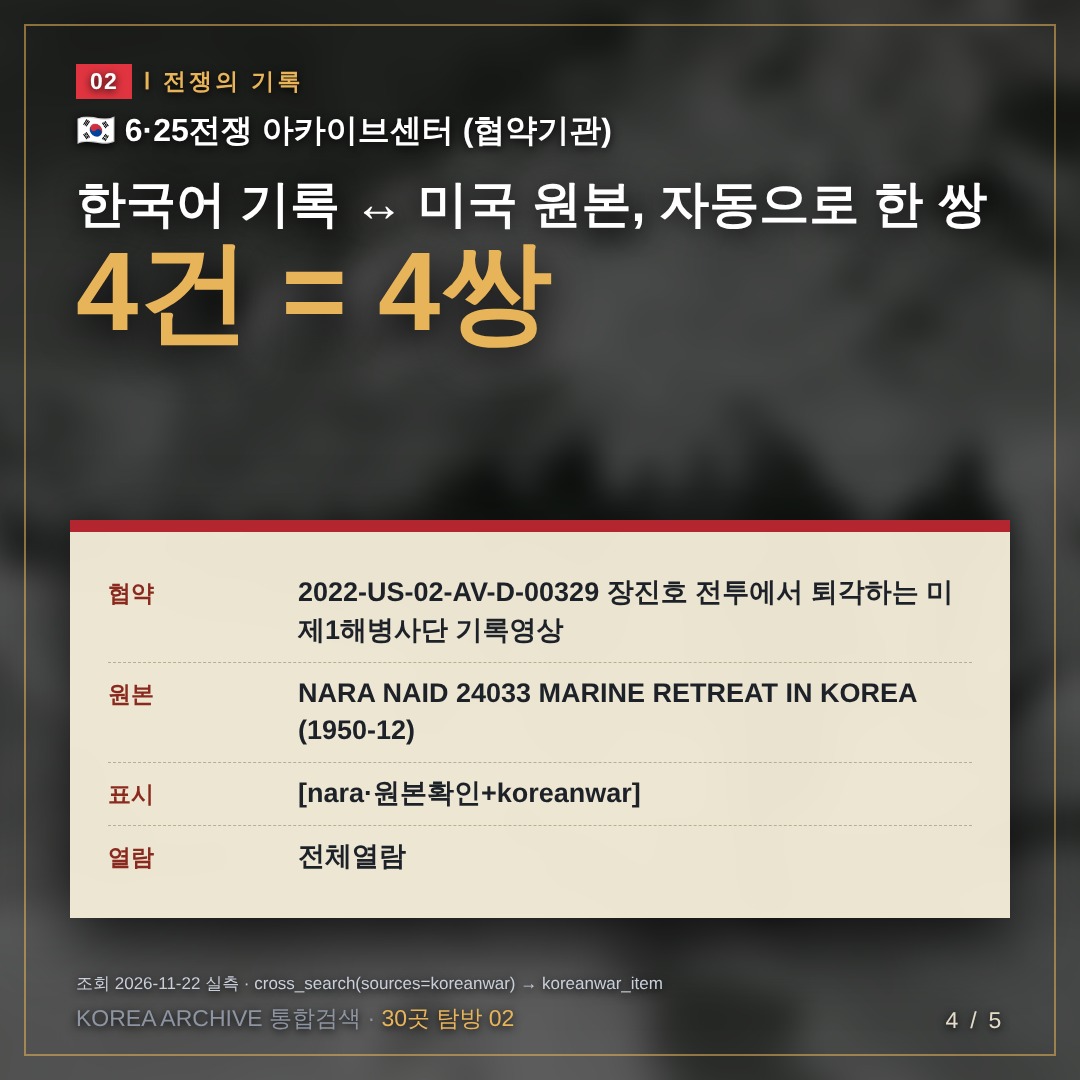 02 | 전쟁의 기록
🇰🇷 6·25전쟁 아카이브센터 (협약기관)
한국어 기록 ↔ 미국 원본, 자동으로 한 쌍
4건 = 4쌍
협약 2022-US-02-AV-D-00329 장진호 전투에서 퇴각하는 미
제1해병사단 기록영상
원본 NARA NAID 24033 MARINE RETREAT IN KOREA
(1950-12)
표시 [nara·원본확인+koreanwar]
열람 전체열람
조회 2026-11-22 실측 · cross_search(sources=koreanwar) → koreanwar_item
KOREA ARCHIVE 통합검색 · 30곳 탐방 02
4 / 5